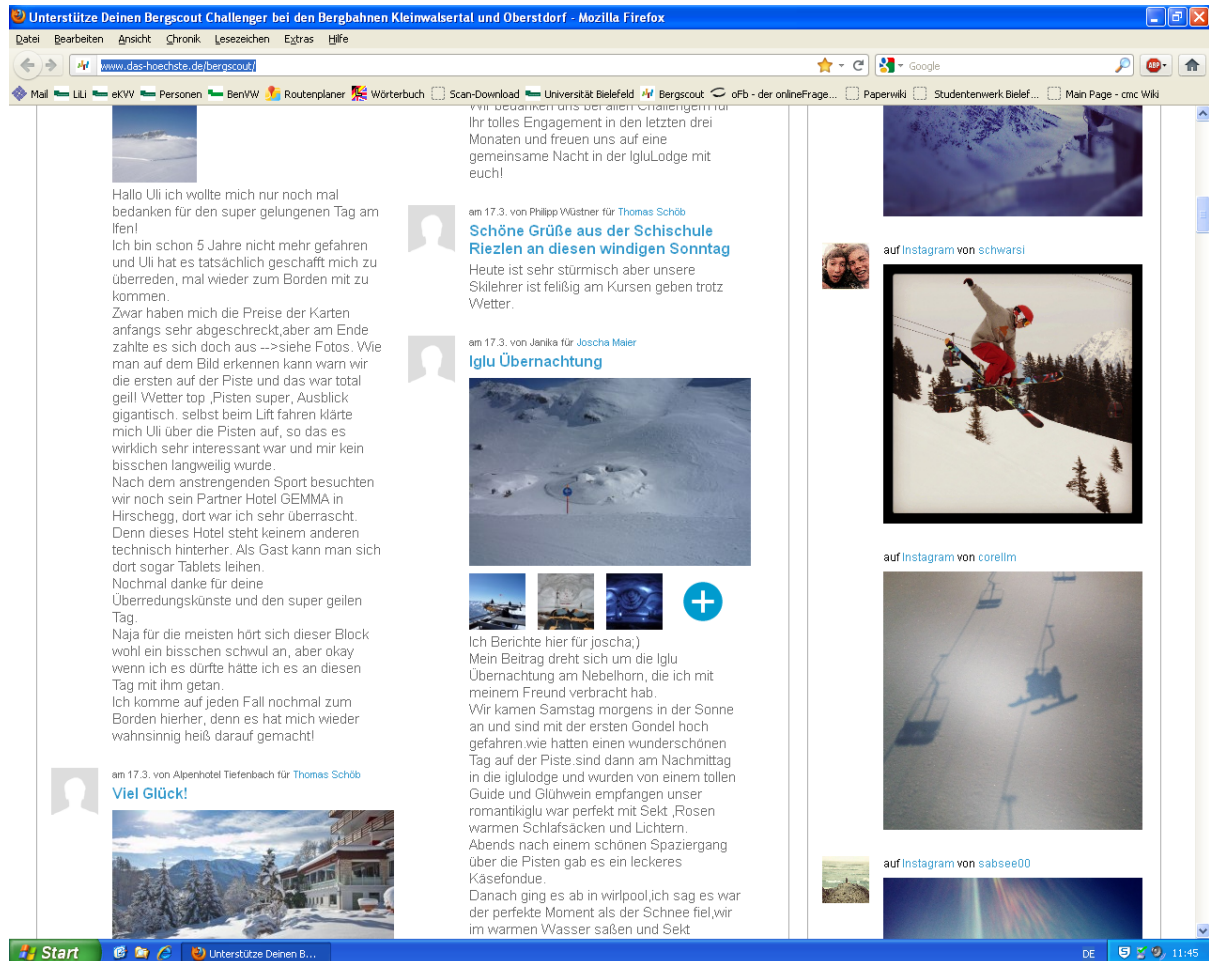 Unterstütze Deinen Bergscout Challenger bei den Bergbahnen Kleinwalsertal und Oberstdorf - Mozilla Firefox
Datei Bearbeiten Ansicht Chronik Lesezeichen Extras Hilfe
www.das-hoechste.de/bergscout/
Google
ABP
Mail LiLi eKVV Personen BenVW Routenplaner Wörterbuch Scan-Download Universität Bielefeld Bergscout oFb - der onlineFrage... Paperwiki Studentenwerk Bielef... Main Page - cmc Wiki
Hallo Uli ich wollte mich nur noch mal
bedanken für den super gelungenen Tag am
Ifen!
Ich bin schon 5 Jahre nicht mehr gefahren
und Uli hat es tatsächlich geschafft mich zu
überreden, mal wieder zum Borden mit zu
kommen.
Zwar haben mich die Preise der Karten
anfangs sehr abgeschreckt,aber am Ende
zahlte es sich doch aus -->siehe Fotos. Wie
man auf dem Bild erkennen kann warn wir
die ersten auf der Piste und das war total
geil! Wetter top ,Pisten super, Ausblick
gigantisch. selbst beim Lift fahren klärte
mich Uli über die Pisten auf, so das es
wirklich sehr interessant war und mir kein
bisschen langweilig wurde.
Nach dem anstrengenden Sport besuchten
wir noch sein Partner Hotel GEMMA in
Hirschegg, dort war ich sehr überrascht.
Denn dieses Hotel steht keinem anderen
technisch hinterher. Als Gast kann man sich
dort sogar Tablets leihen.
Nochmal danke für deine
Überredungskünste und den super geilen
Tag.
Naja für die meisten hört sich dieser Block
wohl ein bisschen schwul an, aber okay
wenn ich es dürfte hätte ich es an diesen
Tag mit ihm getan.
Ich komme auf jeden Fall nochmal zum
Borden hierher, denn es hat mich wieder
wahnsinnig heiß darauf gemacht!
am 17.3. von Alpenhotel Tiefenbach für Thomas Schöb
Viel Glück!
Wir bedanken uns bei allen Challengern für
Ihr tolles Engagement in den letzten drei
Monaten und freuen uns auf eine
gemeinsame Nacht in der IgluLodge mit
euch!
am 17.3. von Philipp Wüstner für Thomas Schöb
Schöne Grüße aus der Schischule
Riezlen an diesen windigen Sonntag
Heute ist sehr stürmisch aber unsere
Skilehrer ist felißig am Kursen geben trotz
Wetter.
am 17.3. von Janika für Joscha Maier
Iglu Übernachtung
Ich Berichte hier für joscha;)
Mein Beitrag dreht sich um die Iglu
Übernachtung am Nebelhorn, die ich mit
meinem Freund verbracht hab.
Wir kamen Samstag morgens in der Sonne
an und sind mit der ersten Gondel hoch
gefahren.wie hatten einen wunderschönen
Tag auf der Piste.sind dann am Nachmittag
in die iglulodge und wurden von einem tollen
Guide und Glühwein empfangen unser
romantikiglu war perfekt mit Sekt ,Rosen
warmen Schlafsäcken und Lichtern.
Abends nach einem schönen Spaziergang
über die Pisten gab es ein leckeres
Käsefondue.
Danach ging es ab in wirlpool,ich sag es war
der perfekte Moment als der Schnee fiel,wir
im warmen Wasser saßen und Sekt
auf Instagram von schwarsi
auf Instagram von corellm
auf Instagram von sabsee00
Start
Unterstütze Deinen B...
DE
11:45